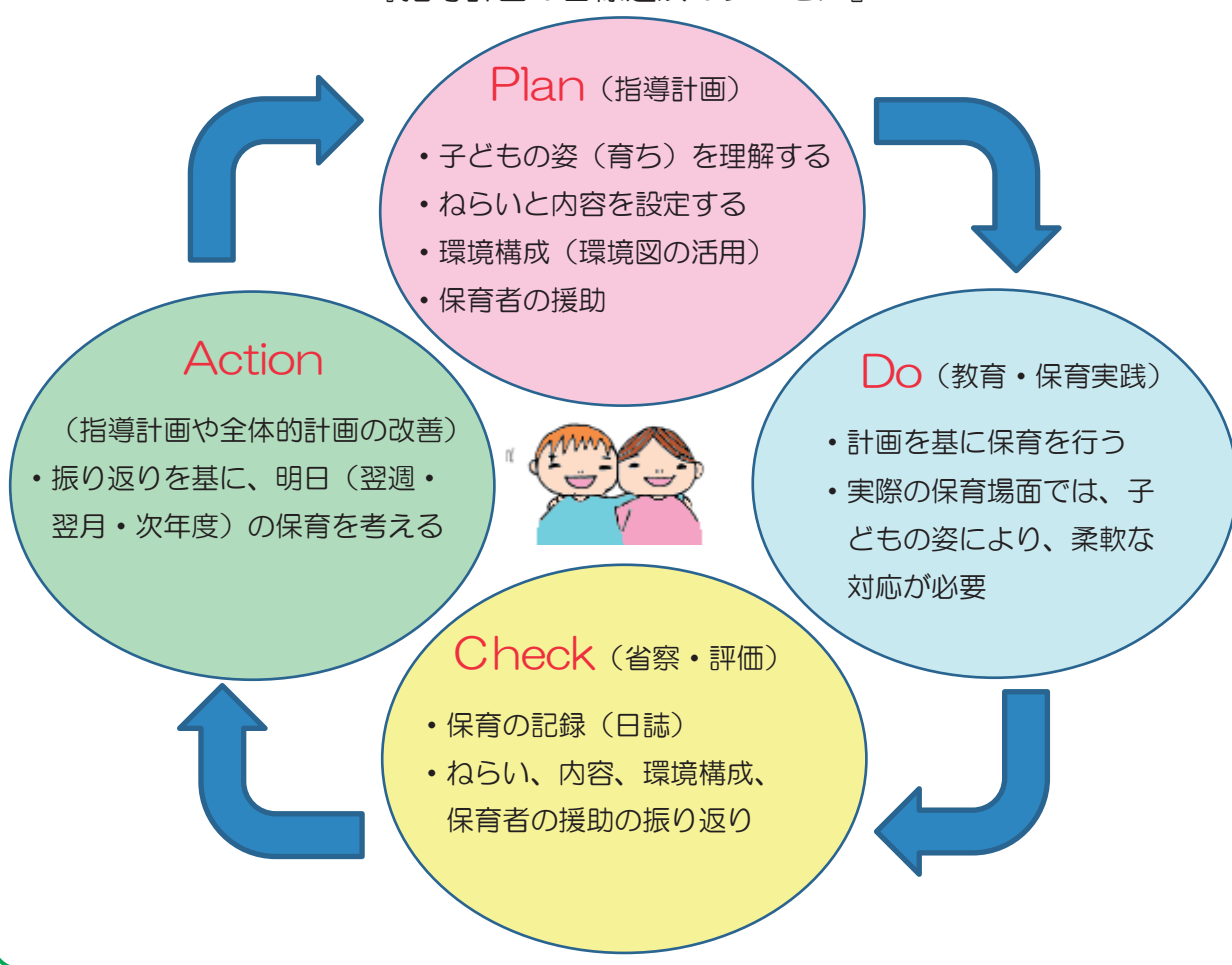 Plan（指導計画）
・子どもの姿（育ち）を理解する
・ねらいと内容を設定する
・環境構成（環境図の活用）
・保育者の援助
Do（教育・保育実践）
・計画を基に保育を行う
・実際の保育場面では、子
どもの姿により、柔軟な
対応が必要
Check（省察・評価）
・保育の記録（日誌）
・ねらい、内容、環境構成、
保育者の援助の振り返り
Action
（指導計画や全体的計画の改善）
・振り返りを基に、明日（翌週・
翌月・次年度）の保育を考える